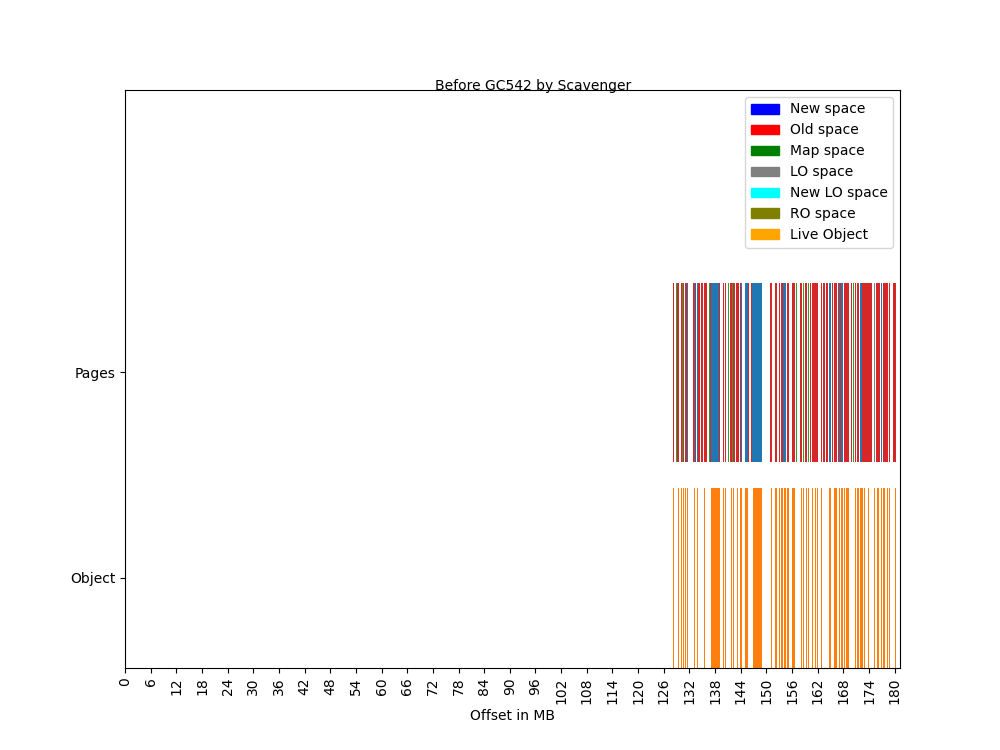 Before GC542 by Scavenger
New space
Old space
Map space
LO space
New LO space
RO space
Live Object
Pages
Object
0 6 12 18 24 30 36 42 48 54 60 66 72 78 84 90 96 102 108 114 120 126 132 138 144 150 156 162 168 174 180
Offset in MB